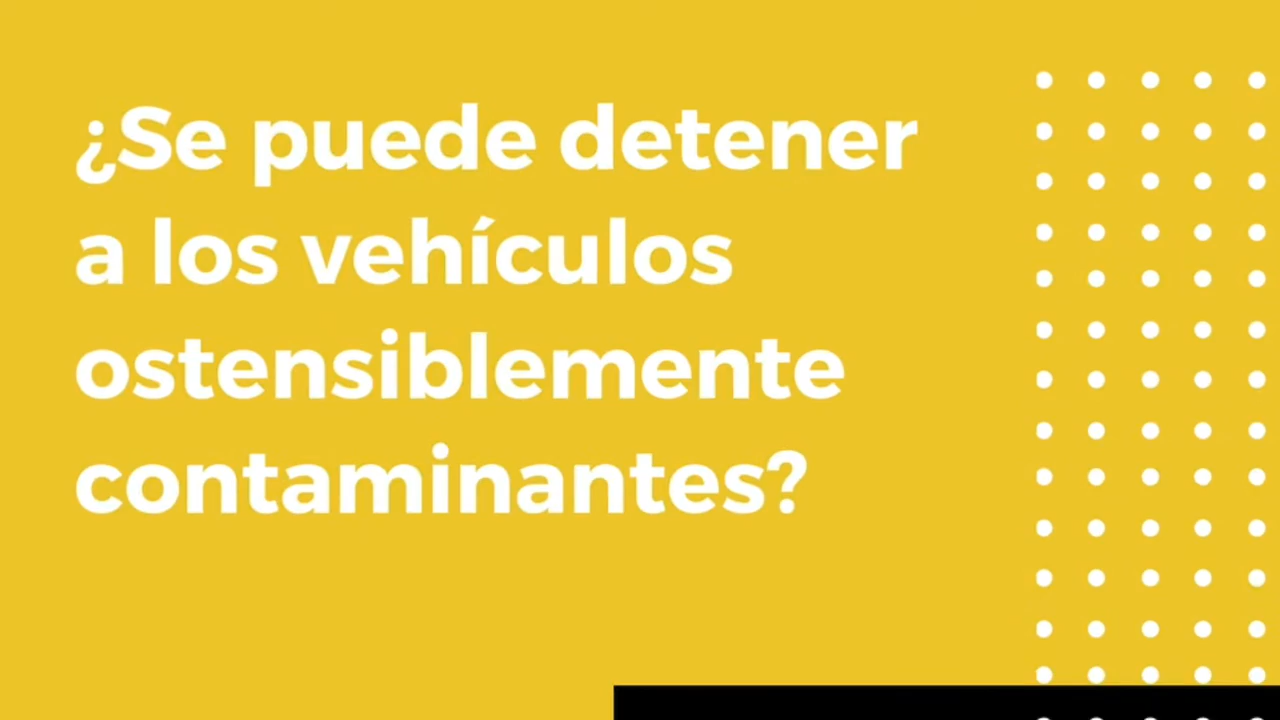 ¿Se puede detener
a los vehículos
ostensiblemente
contaminantes?